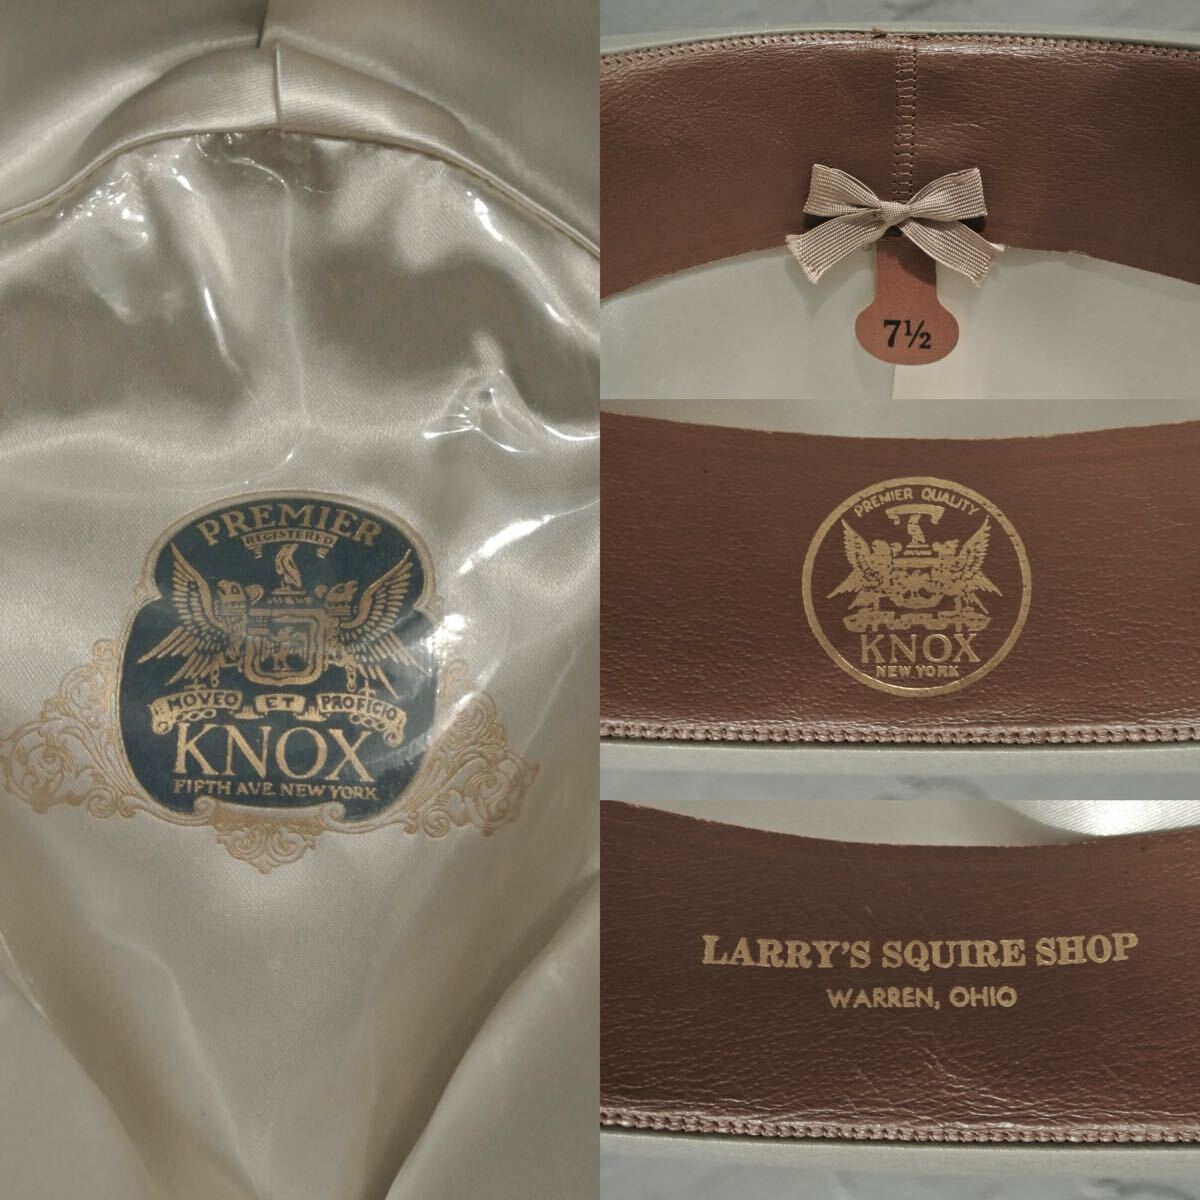 PREMIER
REGISTERED
MOVEO ET PROFICIO
KNOX
FIFTH AVE. NEW YORK
7½
PREMIER QUALITY
KNOX
NEW YORK
LARRY'S SQUIRE SHOP
WARREN, OHIO